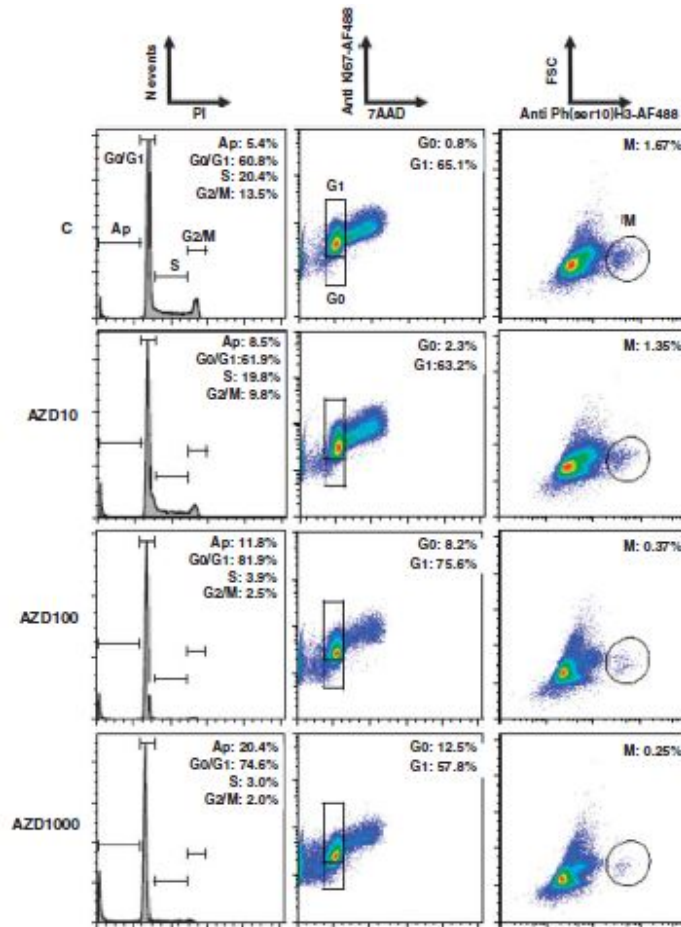 N events
PI
Anti Ki67-AF488
7AAD
FSC
Anti Ph(ser10)H3-AF488
C
G0/G1
Ap
S
G2/M
Ap: 5.4%
G0/G1: 60.8%
S: 20.4%
G2/M: 13.5%
G1
G0
G0: 0.8%
G1: 65.1%
M: 1.67%
M
AZD10
Ap: 8.5%
G0/G1:61.9%
S: 19.8%
G2/M: 9.8%
G0: 2.3%
G1:63.2%
M: 1.35%
AZD100
Ap: 11.8%
G0/G1: 81.9%
S: 3.9%
G2/M: 2.5%
G0: 8.2%
G1: 75.6%
M: 0.37%
AZD1000
Ap: 20.4%
G0/G1: 74.6%
S: 3.0%
G2/M: 2.0%
G0: 12.5%
G1: 57.8%
M: 0.25%